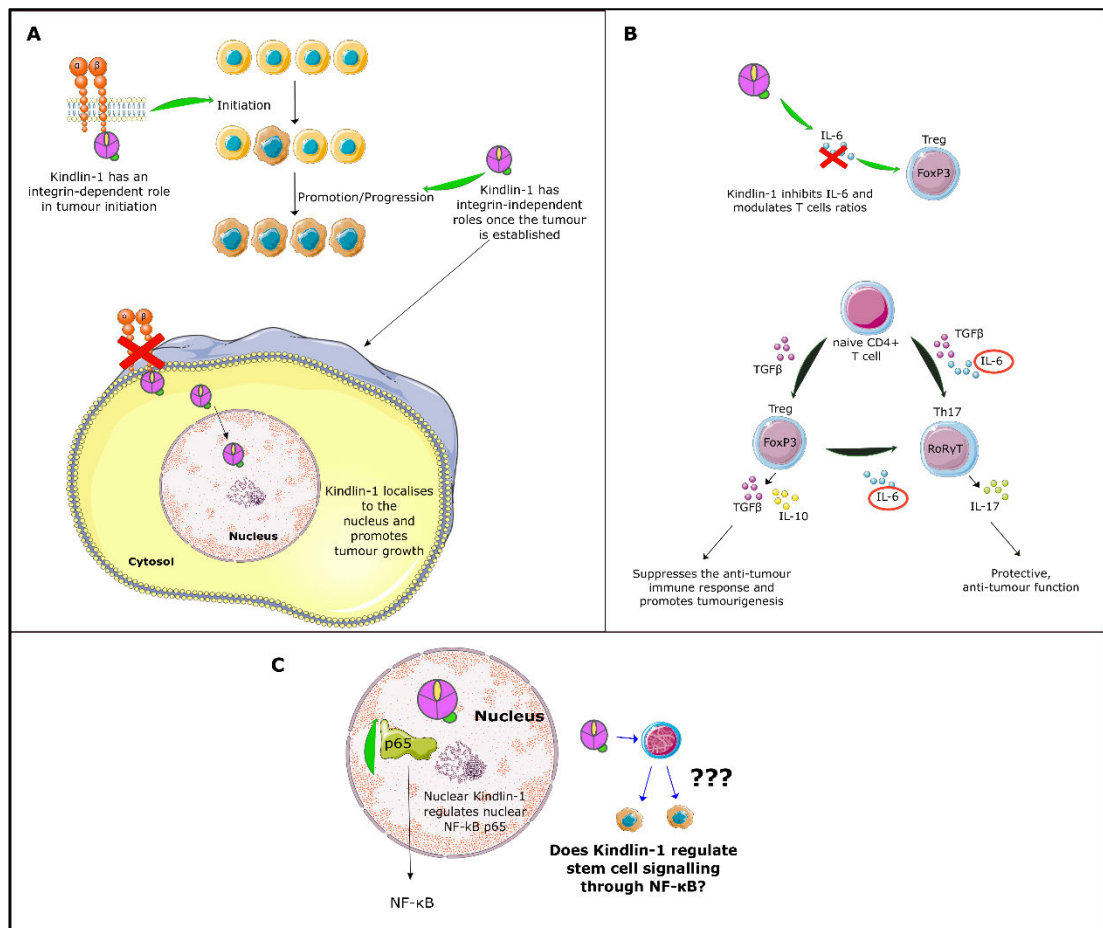 A
α β
Initiation
Kindlin-1 has an
integrin-dependent role
in tumour initiation
Promotion/Progression
Kindlin-1 has
integrin-independent
roles once the tumour
is established
α β
Kindlin-1 localises
to the
nucleus and
promotes
tumour growth
Nucleus
Cytosol
B
IL-6
Treg
FoxP3
Kindlin-1 inhibits IL-6 and
modulates T cells ratios
naive CD4+
T cell
TGFβ
TGFβ
IL-6
Treg
FoxP3
Th17
RoRγT
TGFβ
IL-10
IL-6
IL-17
Suppresses the anti-tumour
immune response and
promotes tumourigenesis
Protective,
anti-tumour function
C
Nucleus
p65
Nuclear Kindlin-1
regulates nuclear
NF-kB p65
NF-κB
???
Does Kindlin-1 regulate
stem cell signalling
through NF-κB?